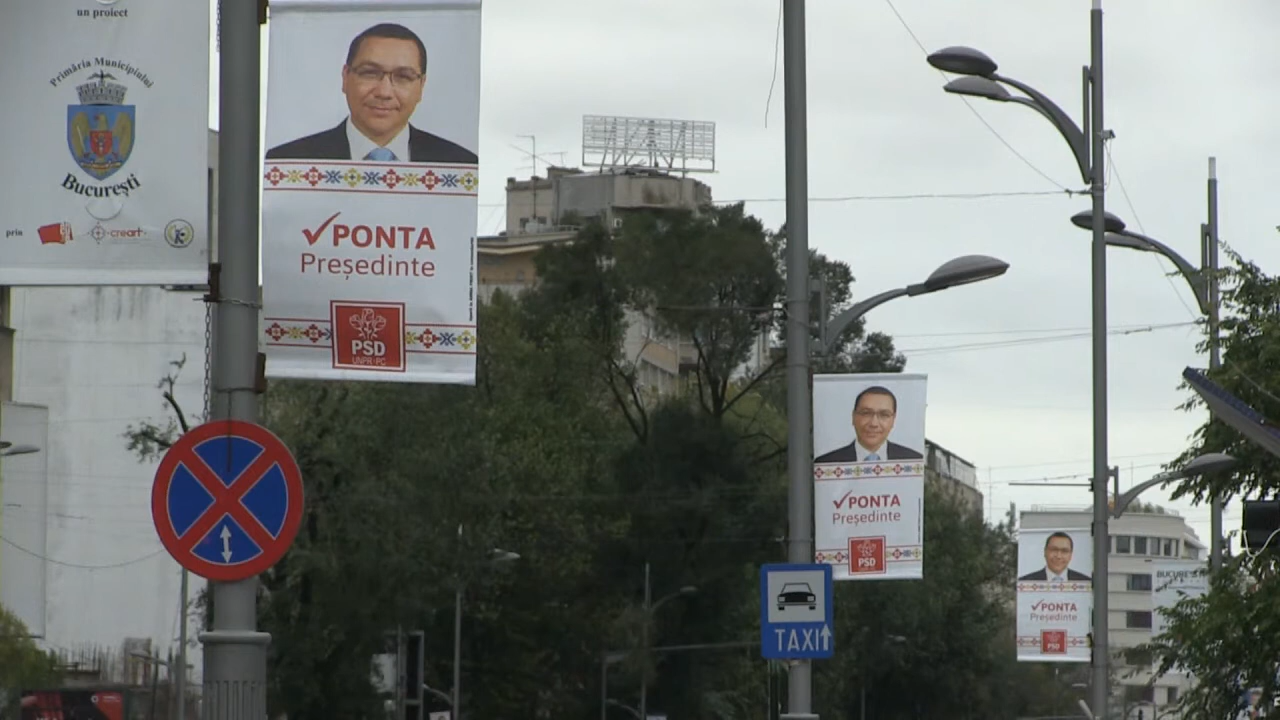 un proiect
Primăria Municipiului
București
prin
creart
✓PONTA
Președinte
PSD
UNPR-PC
✓PONTA
Președinte
PSD
TAXI
✓PONTA
Președinte
PSD